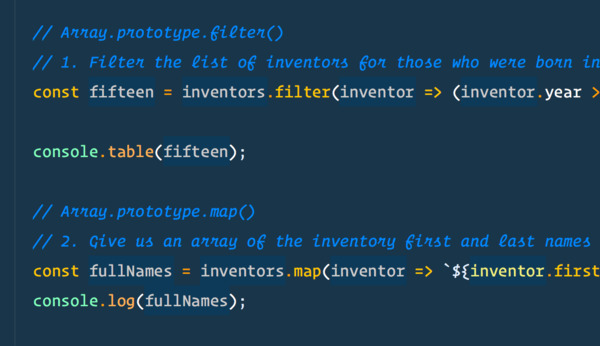 // Array.prototype.filter()
// 1. Filter the list of inventors for those who were born in
const fifteen = inventors.filter(inventor => (inventor.year >
console.table(fifteen);
// Array.prototype.map()
// 2. Give us an array of the inventory first and last names
const fullNames = inventors.map(inventor => `${inventor.first
console.log(fullNames);